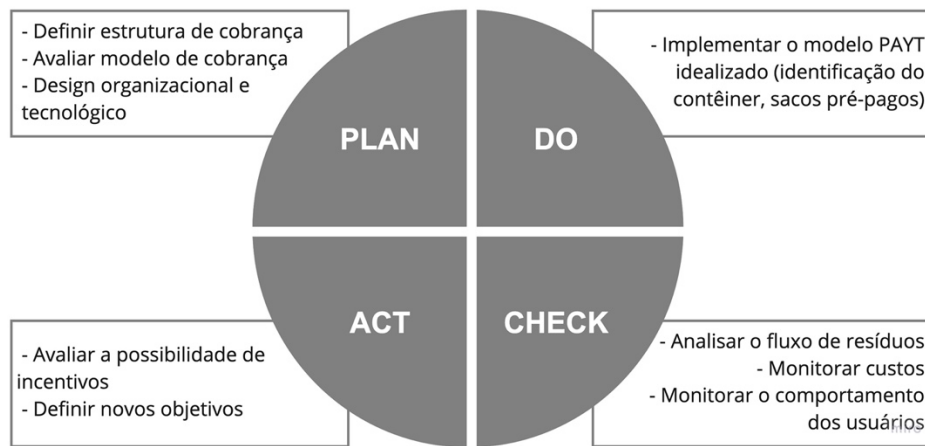 - Definir estrutura de cobrança
- Avaliar modelo de cobrança
- Design organizacional e
tecnológico
- Implementar o modelo PAYT
idealizado (identificação do
contêiner, sacos pré-pagos)
PLAN
DO
ACT
CHECK
- Avaliar a possibilidade de
incentivos
- Definir novos objetivos
- Analisar o fluxo de resíduos
- Monitorar custos
- Monitorar o comportamento
dos usuários
miro